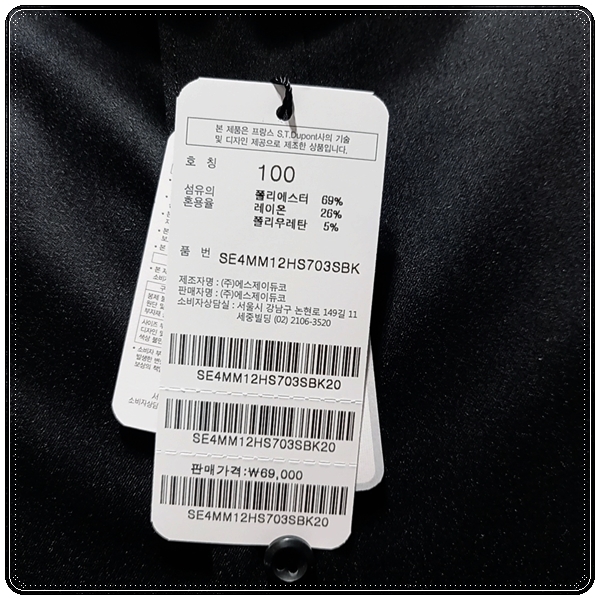 본 제품은 프랑스 S.T.Dupont사의 기술
및 디자인 제공으로 제조한 상품입니다.
호 칭 100
섬유의 혼용율 폴리에스터 69%
레이온 26%
폴리우레탄 5%
품 번 SE4MM12HS703SBK
제조자명 : (주)에스제이듀코
판매자명 : (주)에스제이듀코
소비자상담실 : 서울시 강남구 논현로 149길 11
세중빌딩 (02) 2106-3520
SE4MM12HS703SBK20
SE4MM12HS703SBK20
판매가격:₩69,000
SE4MM12HS703SBK20